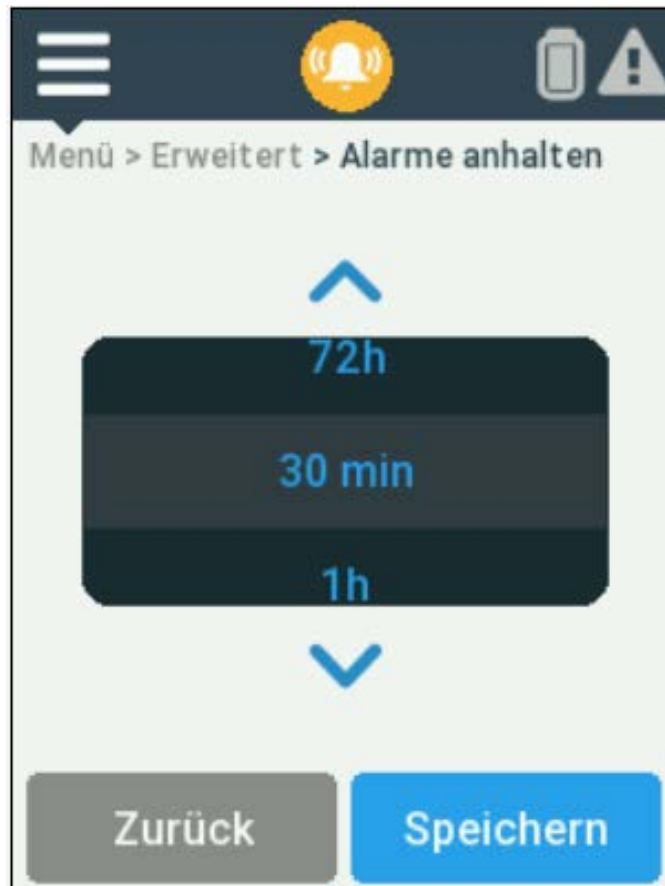 Menü > Erweitert > Alarme anhalten
72h
30 min
1h
Zurück Speichern